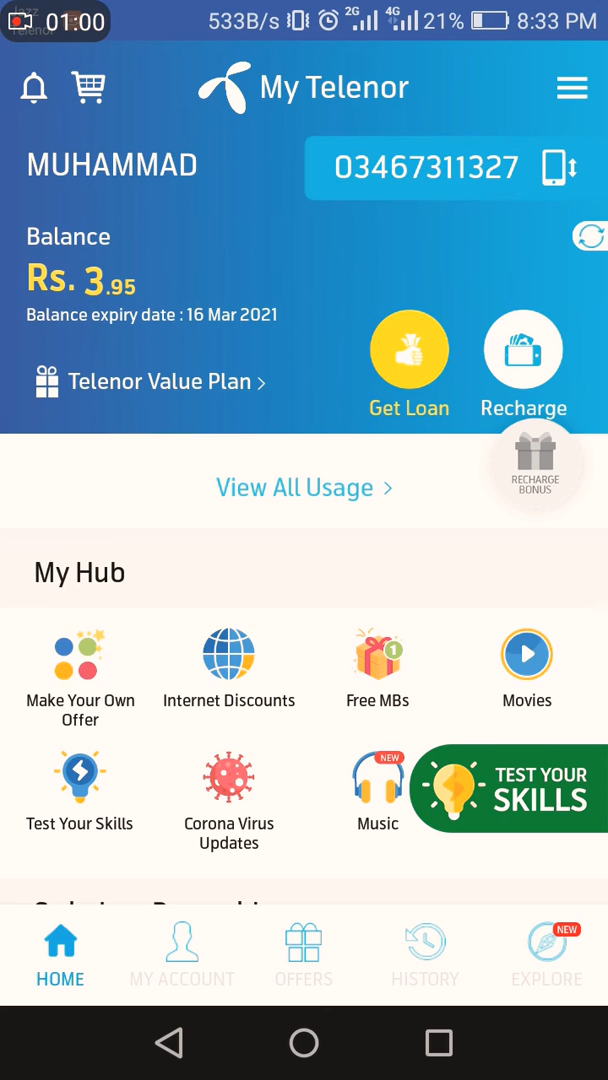 Jazz
Telenor
01:00
533B/s 2G 4G 21% 8:33 PM
My Telenor
MUHAMMAD
03467311327
Balance
Rs. 3.95
Balance expiry date : 16 Mar 2021
Telenor Value Plan >
Get Loan
Recharge
RECHARGE
BONUS
View All Usage >
My Hub
Make Your Own
Offer
Internet Discounts
1
Free MBs
Movies
Test Your Skills
Corona Virus
Updates
NEW
Music
TEST YOUR
SKILLS
HOME
MY ACCOUNT
OFFERS
HISTORY
NEW
EXPLORE